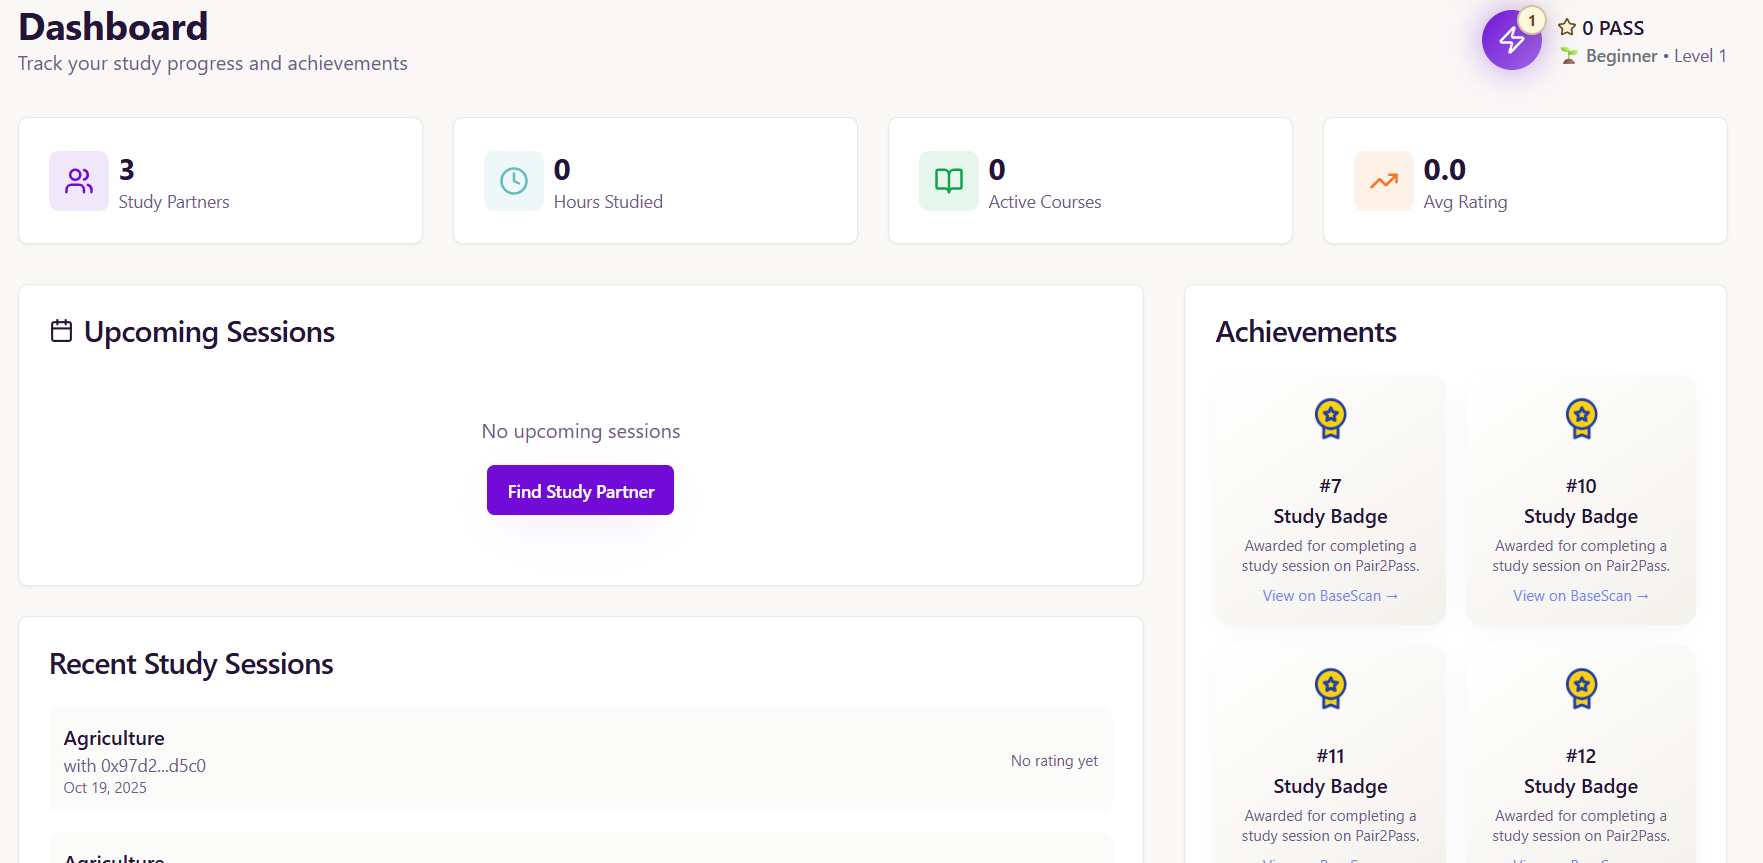 Dashboard
Track your study progress and achievements
1
0 PASS
Beginner • Level 1
3
Study Partners
0
Hours Studied
0
Active Courses
0.0
Avg Rating
Upcoming Sessions
No upcoming sessions
Find Study Partner
Recent Study Sessions
Agriculture
with 0x97d2...d5c0
Oct 19, 2025
No rating yet
Agriculture
Achievements
#7
Study Badge
Awarded for completing a
study session on Pair2Pass.
View on BaseScan →
#10
Study Badge
Awarded for completing a
study session on Pair2Pass.
View on BaseScan →
#11
Study Badge
Awarded for completing a
study session on Pair2Pass.
#12
Study Badge
Awarded for completing a
study session on Pair2Pass.